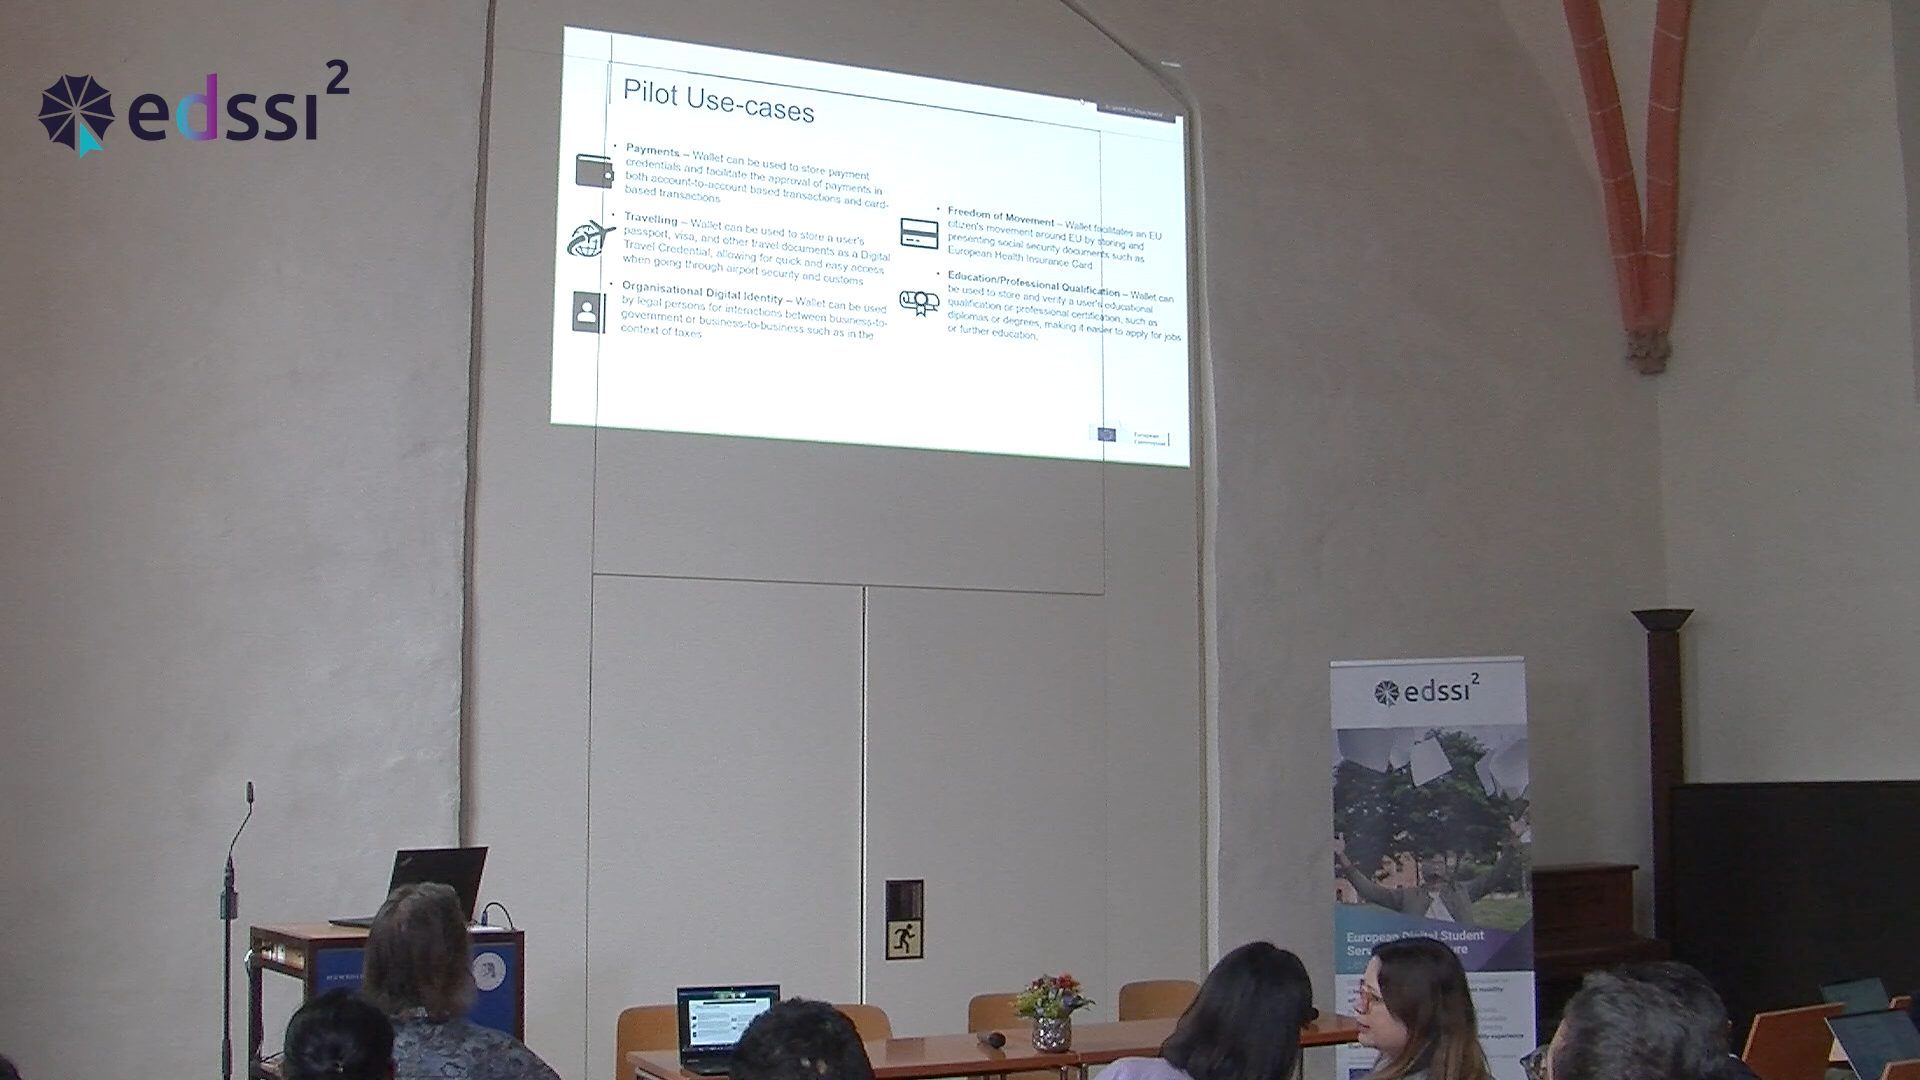 edssi²
Pilot Use-cases
• Payments – Wallet can be used to store payment
credentials and facilitate the approval of payments in
both account-to-account based transactions and card-
based transactions
• Travelling – Wallet can be used to store a user's
passport, visa, and other travel documents as a Digital
Travel Credential, allowing for quick and easy access
when going through airport security and customs
• Organisational Digital Identity – Wallet can be used
by legal persons for interactions between business-to-
government or business-to-business such as in the
context of taxes
• Freedom of Movement – Wallet facilitates an EU
citizen's movement around EU by storing and
presenting social security documents such as
European Health Insurance Card
• Education/Professional Qualification – Wallet can
be used to store and verify a user's educational
qualification or professional certification, such as
diplomas or degrees, making it easier to apply for jobs
or further education.
European
Commission
edssi²
European Digital Student